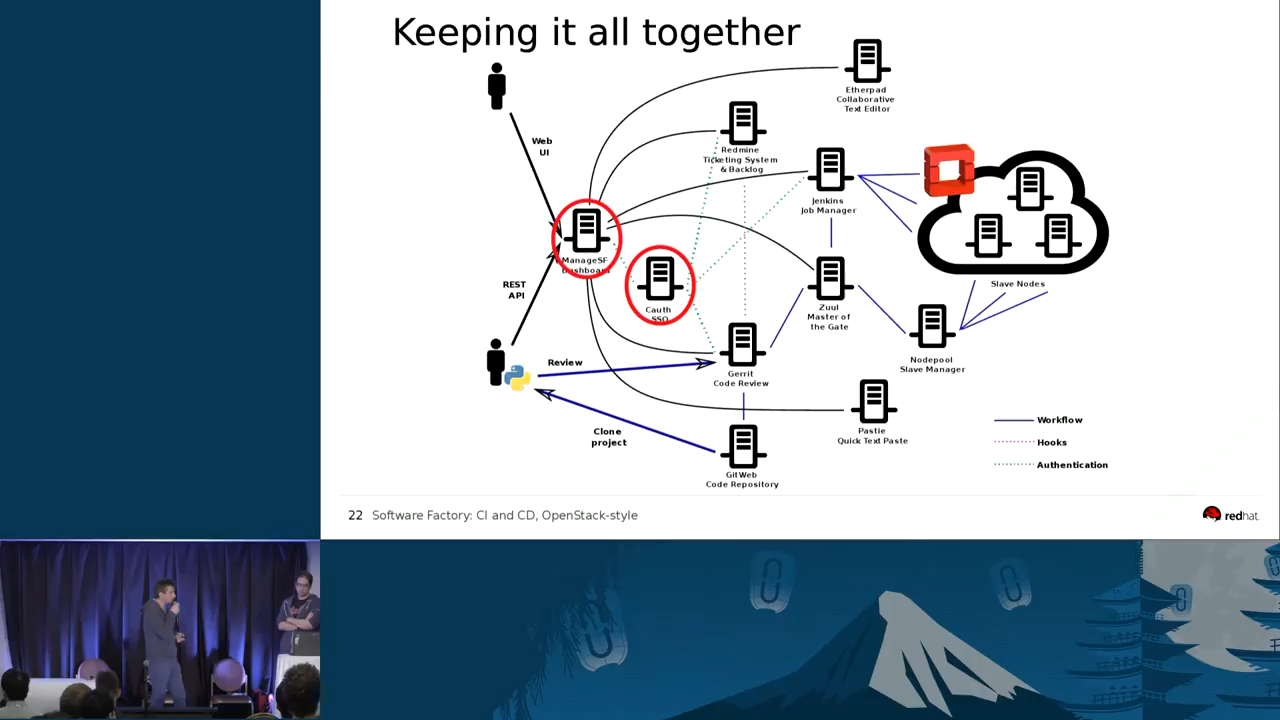 Keeping it all together
Etherpad
Collaborative
Text Editor
Web
UI
Redmine
Ticketing System
& Backlog
Jenkins
Job Manager
ManageSF
Dashboard
REST
API
Cauth
SSO
Slave Nodes
Zuul
Master of
the Gate
Nodepool
Slave Manager
Review
Gerrit
Code Review
Clone
project
Pastie
Quick Text Paste
GitWeb
Code Repository
Workflow
Hooks
Authentication
22 Software Factory: CI and CD, OpenStack-style
redhat